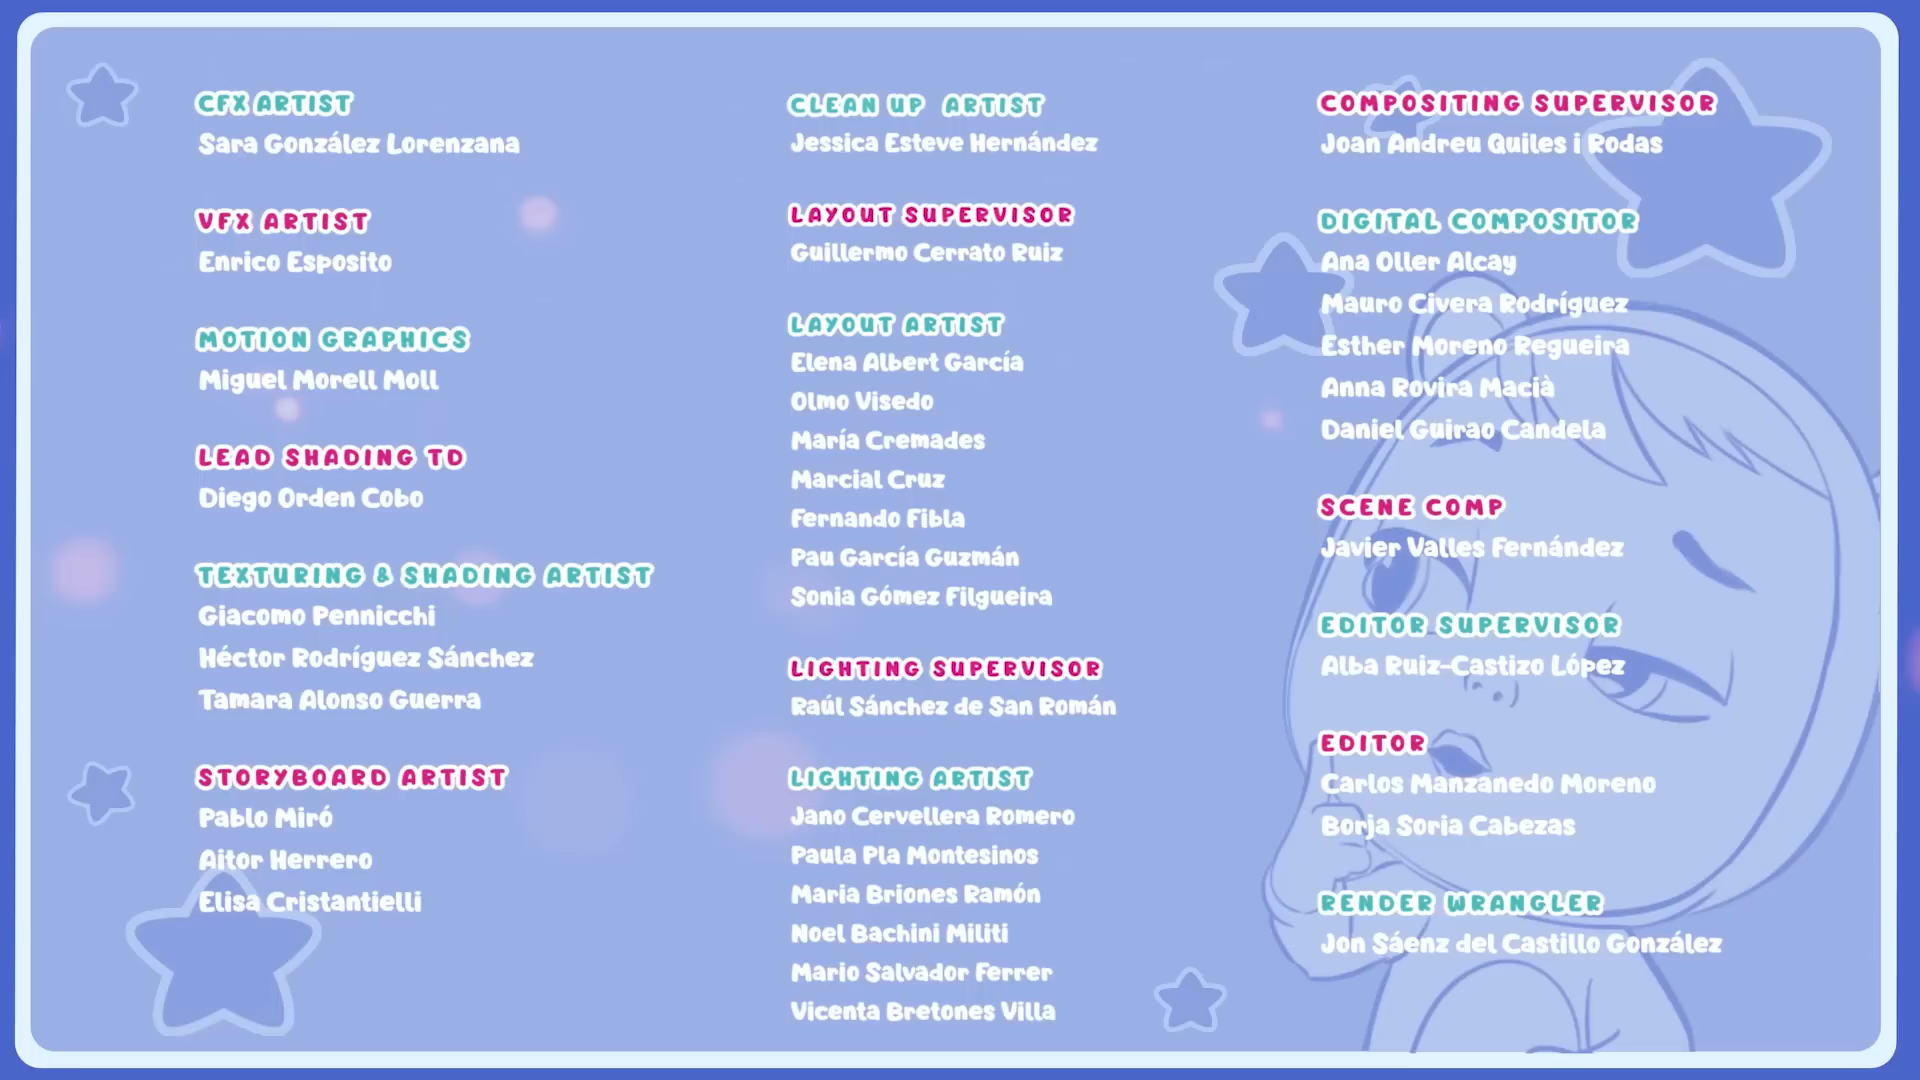 CFX ARTIST
Sara González Lorenzana
VFX ARTIST
Enrico Esposito
MOTION GRAPHICS
Miguel Morell Moll
LEAD SHADING TD
Diego Orden Cobo
TEXTURING & SHADING ARTIST
Giacomo Pennicchi
Héctor Rodríguez Sánchez
Tamara Alonso Guerra
STORYBOARD ARTIST
Pablo Miró
Aitor Herrero
Elisa Cristantielli
CLEAN UP ARTIST
Jessica Esteve Hernández
LAYOUT SUPERVISOR
Guillermo Cerrato Ruiz
LAYOUT ARTIST
Elena Albert García
Olmo Visedo
María Cremades
Marcial Cruz
Fernando Fibla
Pau García Guzmán
Sonia Gómez Filgueira
LIGHTING SUPERVISOR
Raúl Sánchez de San Román
LIGHTING ARTIST
Jano Cervellera Romero
Paula Pla Montesinos
Maria Briones Ramón
Noel Bachini Militi
Mario Salvador Ferrer
Vicenta Bretones Villa
COMPOSITING SUPERVISOR
Joan Andreu Quiles i Rodas
DIGITAL COMPOSITOR
Ana Oller Alcay
Mauro Civera Rodríguez
Esther Moreno Regueira
Anna Rovira Macià
Daniel Guirao Candela
SCENE COMP
Javier Valles Fernández
EDITOR SUPERVISOR
Alba Ruiz-Castizo López
EDITOR
Carlos Manzanedo Moreno
Borja Soria Cabezas
RENDER WRANGLER
Jon Sáenz del Castillo González